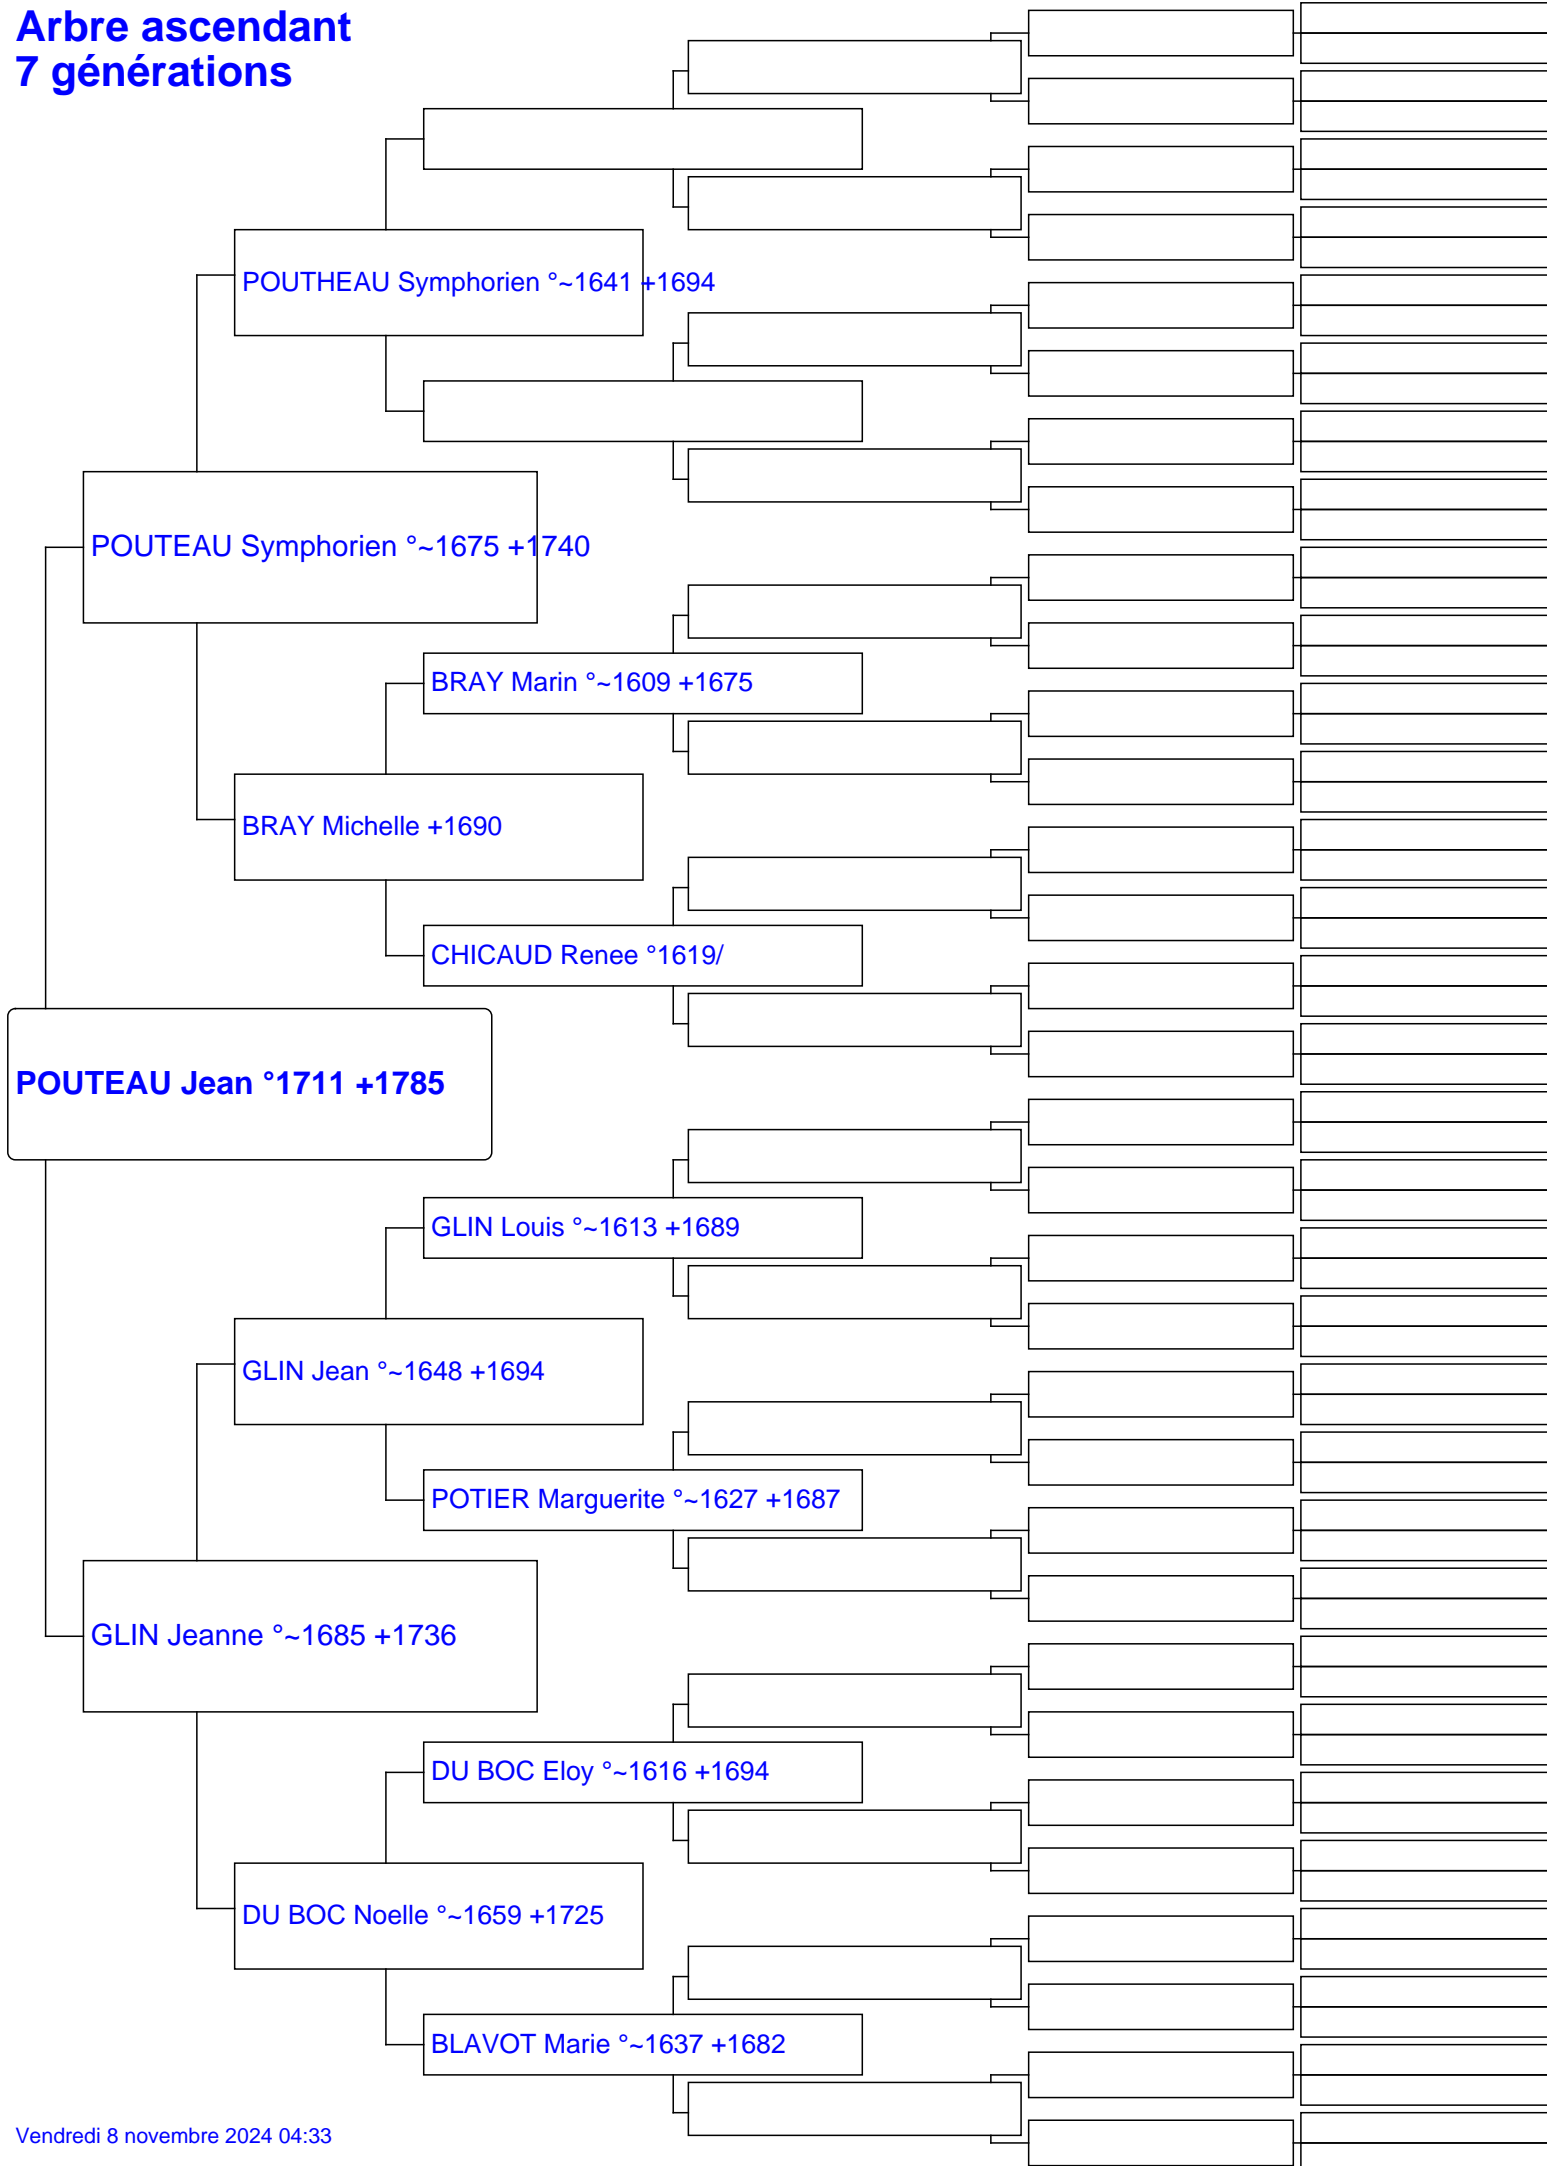 Arbre ascendant
7 générations
POUTHEAU Symphorien °~1641 +1694
POUTEAU Symphorien °~1675 +1740
BRAY Marin °~1609 +1675
BRAY Michelle +1690
CHICAUD Renee °1619/
POUTEAU Jean °1711 +1785
GLIN Louis °~1613 +1689
GLIN Jean °~1648 +1694
POTIER Marguerite °~1627 +1687
GLIN Jeanne °~1685 +1736
DU BOC Eloy °~1616 +1694
DU BOC Noelle °~1659 +1725
BLAVOT Marie °~1637 +1682
Vendredi 8 novembre 2024 04:33